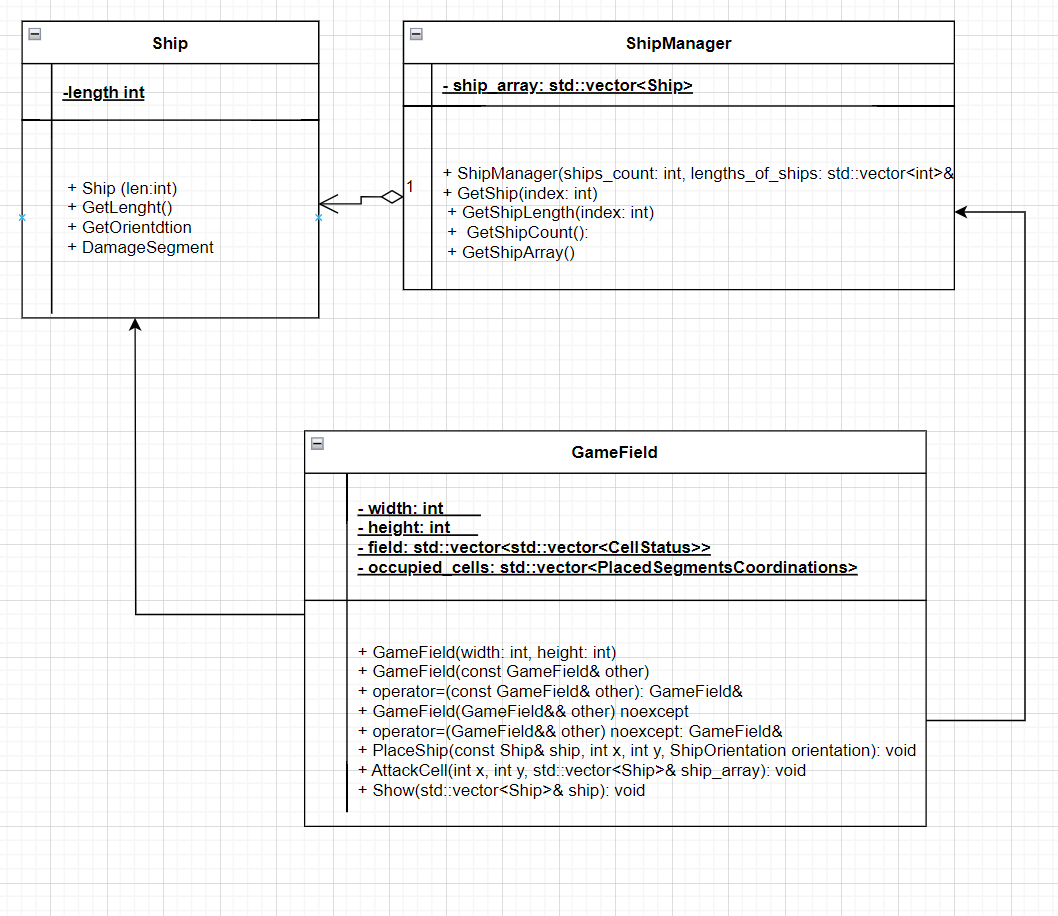 Ship
-length int
+ Ship (len:int)
+ GetLenght()
+ GetOrientdtion
+ DamageSegment
ShipManager
- ship_array: std::vector<Ship>
+ ShipManager(ships_count: int, lengths_of_ships: std::vector<int>&
+ GetShip(index: int)
+ GetShipLength(index: int)
+ GetShipCount():
+ GetShipArray()
1
GameField
- width: int
- height: int
- field: std::vector<std::vector<CellStatus>>
- occupied_cells: std::vector<PlacedSegmentsCoordinations>
+ GameField(width: int, height: int)
+ GameField(const GameField& other)
+ operator=(const GameField& other): GameField&
+ GameField(GameField&& other) noexcept
+ operator=(GameField&& other) noexcept: GameField&
+ PlaceShip(const Ship& ship, int x, int y, ShipOrientation orientation): void
+ AttackCell(int x, int y, std::vector<Ship>& ship_array): void
+ Show(std::vector<Ship>& ship): void